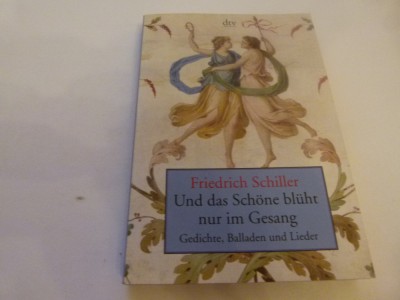 dtv
Friedrich Schiller
Und das Schöne blüht
nur im Gesang
Gedichte, Balladen und Lieder